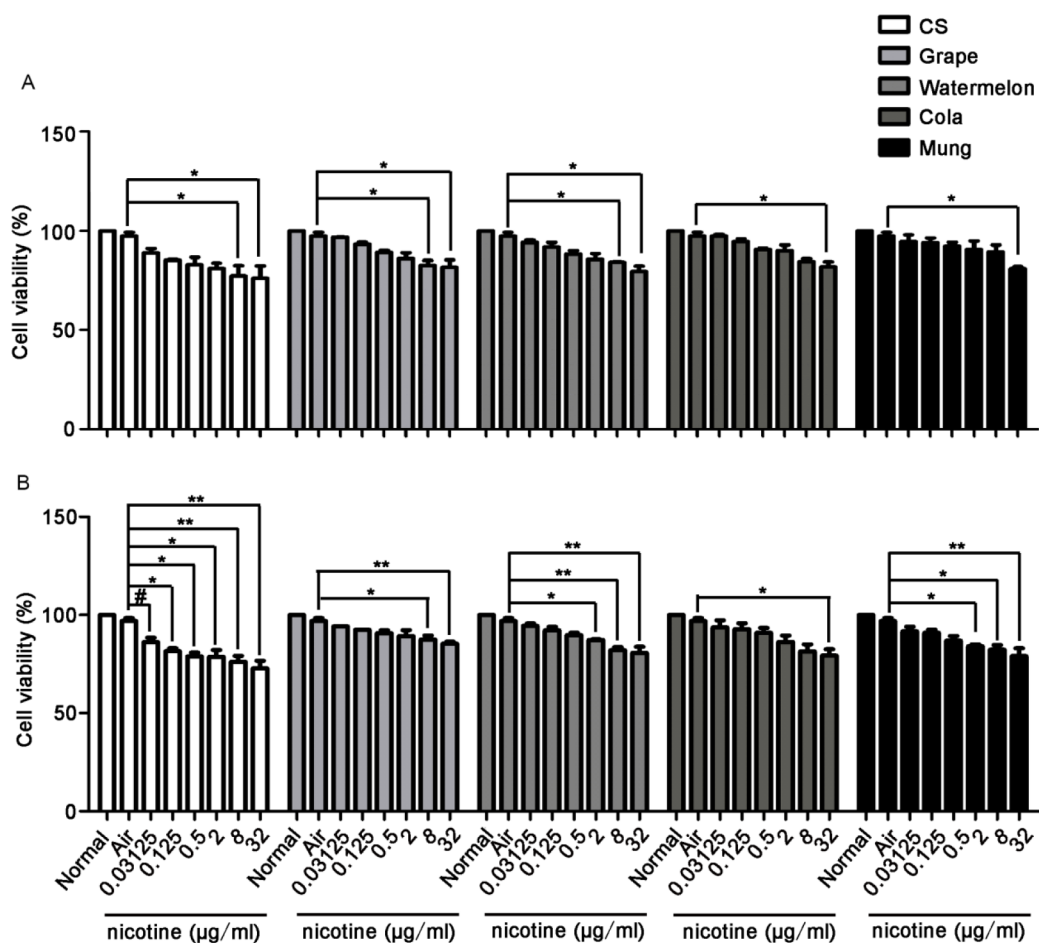 CS
Grape
Watermelon
Cola
Mung
A
Cell viability (%)
150
100
50
0
* * * * * * * *
B
Cell viability (%)
150
100
50
0
** ** * * * #
** *
** ** *
*
** * *
Normal Air 0.03125 0.125 0.5 2 8 32
Normal Air 0.03125 0.125 0.5 2 8 32
Normal Air 0.03125 0.125 0.5 2 8 32
Normal Air 0.03125 0.125 0.5 2 8 32
Normal Air 0.03125 0.125 0.5 2 8 32
nicotine (µg/ml) nicotine (µg/ml) nicotine (µg/ml) nicotine (µg/ml) nicotine (µg/ml)